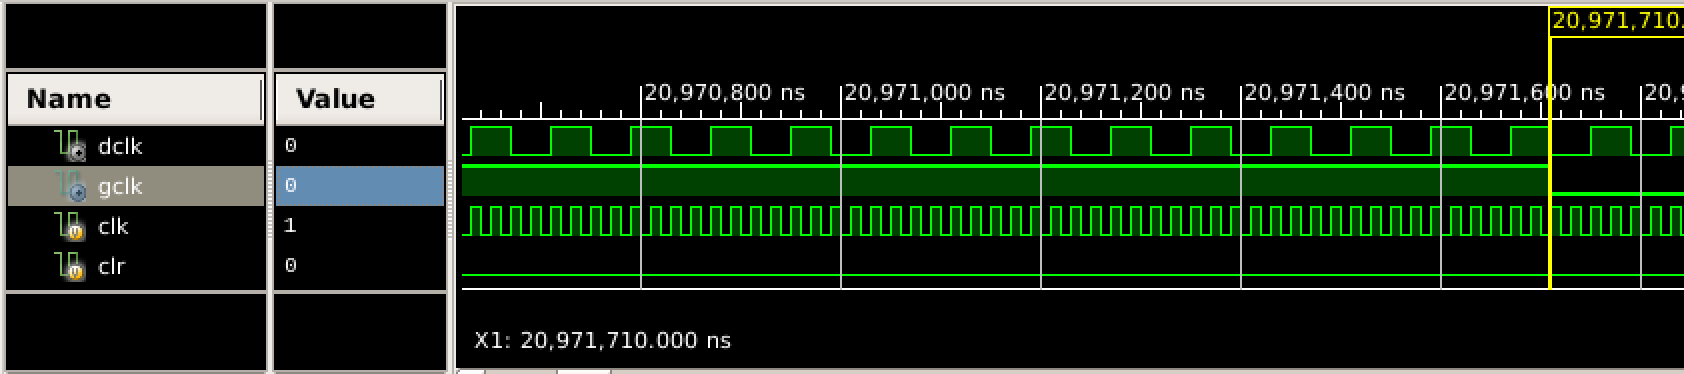 20,971,710.
20,970,800 ns 20,971,000 ns 20,971,200 ns 20,971,400 ns 20,971,600 ns 20,9
Name Value
dclk 0
gclk 0
clk 1
clr 0
X1: 20,971,710.000 ns